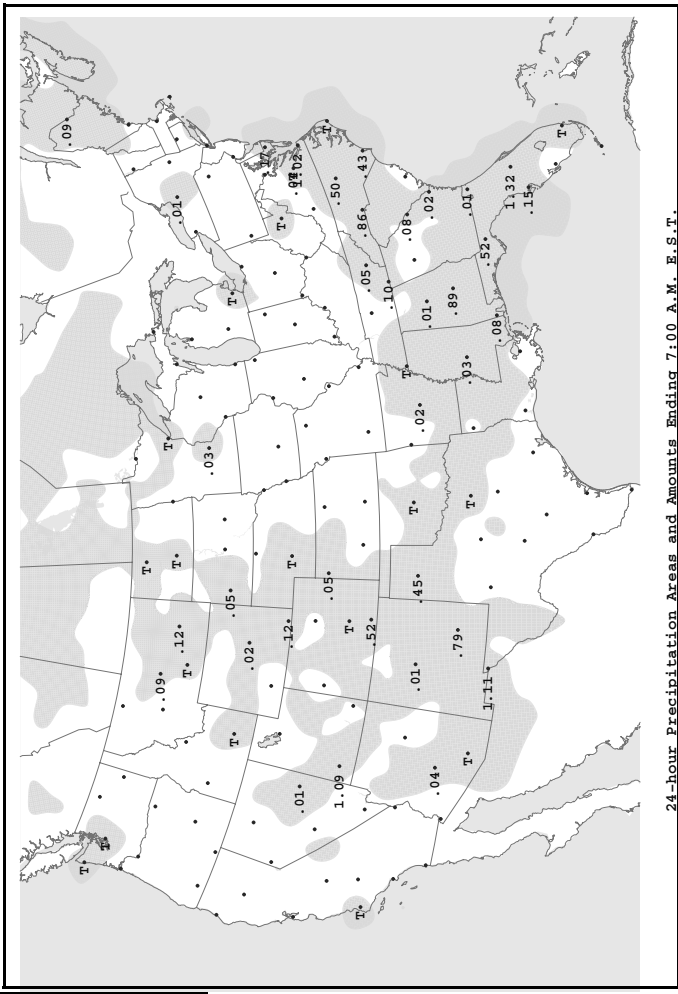 .09
T
T
T
.09
T
T
.01
.12
T
.03
.05
T
T
.02
T
.12
T
.02
.01
T
.05
.50
1.09
T
T
.86
.43
.05
.52
.10
T
.08
T
.01
.45
.02
.01
.02
.04
.89
.79
T
.03
.01
T
.52
1.11
.08
1.32
.15
T
24-hour Precipitation Areas and Amounts Ending 7:00 A.M. E.S.T.